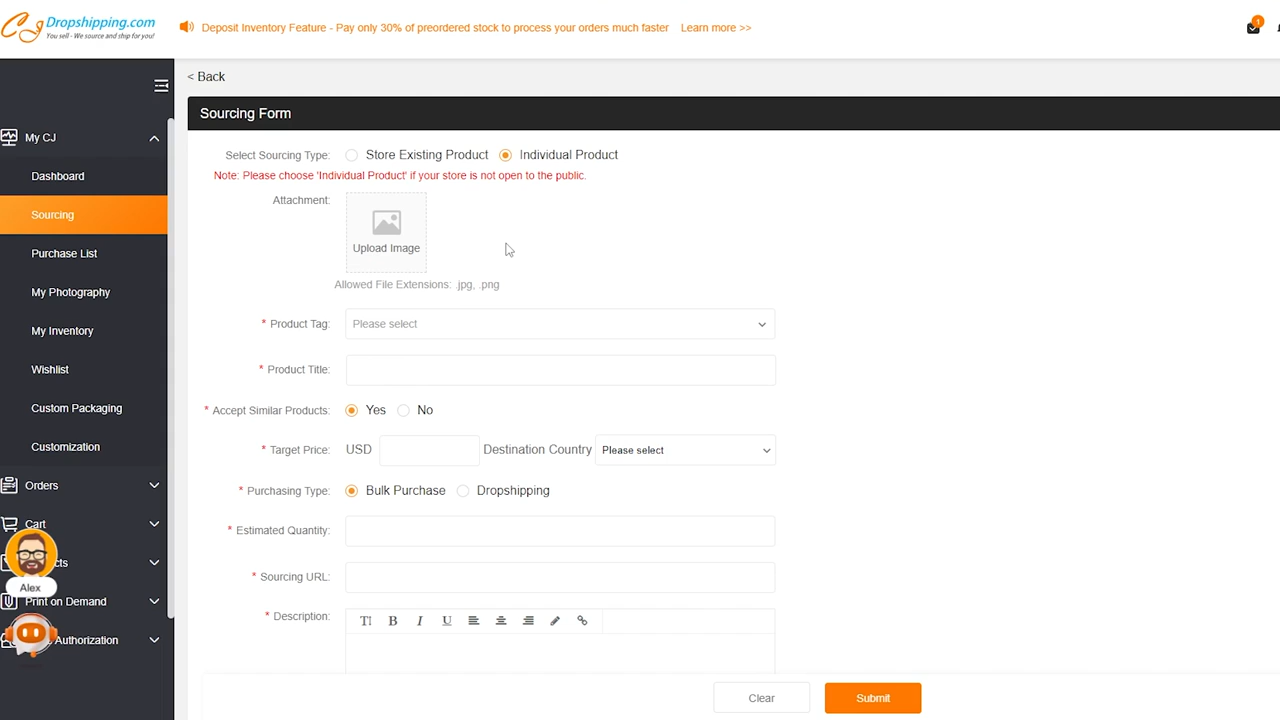 CJ Dropshipping.com
You sell - We source and ship for you!
Deposit Inventory Feature - Pay only 30% of preordered stock to process your orders much faster Learn more >>
1
< Back
Sourcing Form
My CJ
Dashboard
Sourcing
Purchase List
My Photography
My Inventory
Wishlist
Custom Packaging
Customization
Orders
Cart
cts
Alex
Print on Demand
Authorization
Select Sourcing Type: Store Existing Product Individual Product
Note: Please choose 'Individual Product' if your store is not open to the public.
Attachment:
Upload Image
Allowed File Extensions: .jpg, .png
* Product Tag: Please select
* Product Title:
* Accept Similar Products: Yes No
* Target Price: USD Destination Country Please select
* Purchasing Type: Bulk Purchase Dropshipping
* Estimated Quantity:
* Sourcing URL:
* Description: TI B I U
Clear Submit